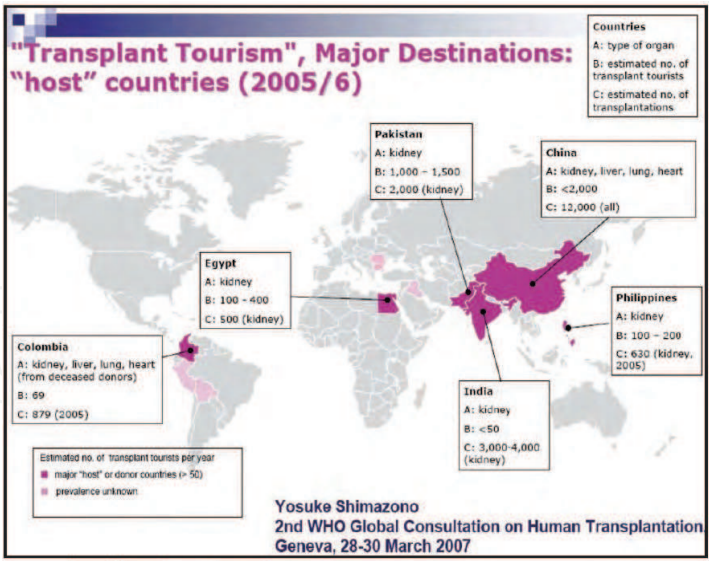 "Transplant Tourism", Major Destinations:
“host” countries (2005/6)
Countries
A: type of organ
B: estimated no. of
transplant tourists
C: estimated no. of
transplantations
Pakistan
A: kidney
B: 1,000 – 1,500
C: 2,000 (kidney)
China
A: kidney, liver, lung, heart
B: <2,000
C: 12,000 (all)
Egypt
A: kidney
B: 100 – 400
C: 500 (kidney)
Philippines
A: kidney
B: 100 – 200
C: 630 (kidney,
2005)
Colombia
A: kidney, liver, lung, heart
(from deceased donors)
B: 69
C: 879 (2005)
India
A: kidney
B: <50
C: 3,000-4,000
(kidney)
Estimated no. of transplant tourists per year
major "host" or donor countries (> 50)
prevalence unknown
Yosuke Shimazono
2nd WHO Global Consultation on Human Transplantation,
Geneva, 28-30 March 2007